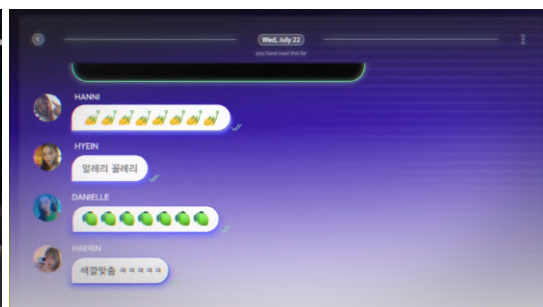 Wed, July 22
you have read this far
HANNI
🌽🌽🌽🌽🌽🌽🌽🌽
HYEIN
얼레리 꼴레리
DANIELLE
🍈🍈🍈🍈🍈🍈🍈
HAERIN
색깔맞춤 ㅋㅋㅋㅋㅋ